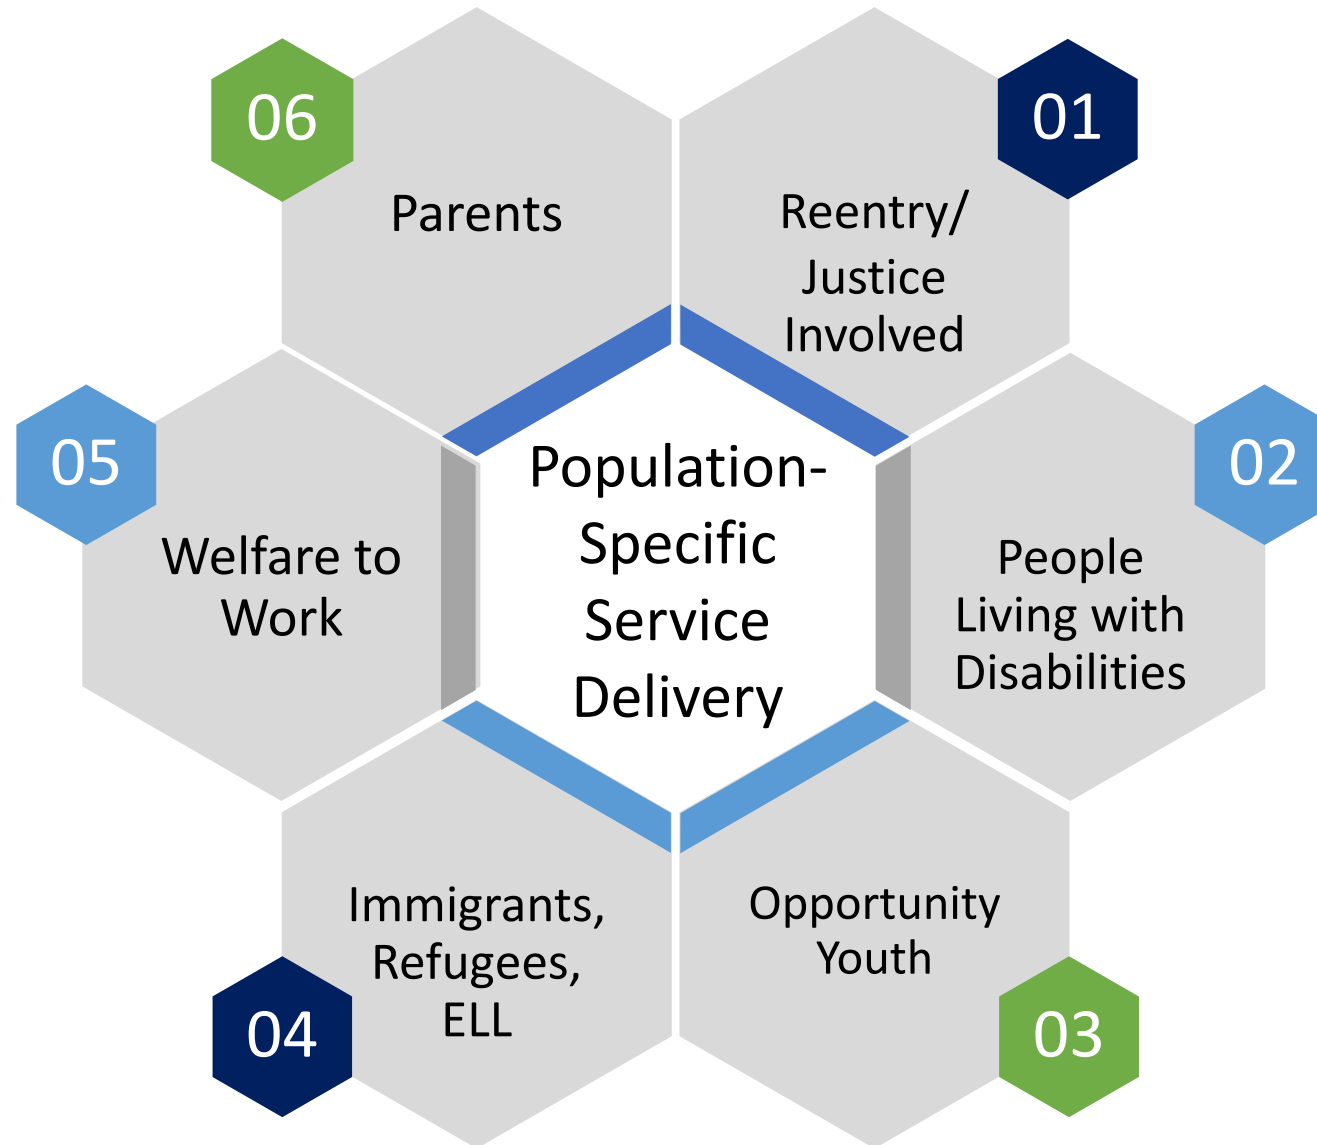 06
Parents
01
Reentry/
Justice
Involved
05
Welfare to
Work
Population-
Specific
Service
Delivery
02
People
Living with
Disabilities
04
Immigrants,
Refugees,
ELL
Opportunity
Youth
03